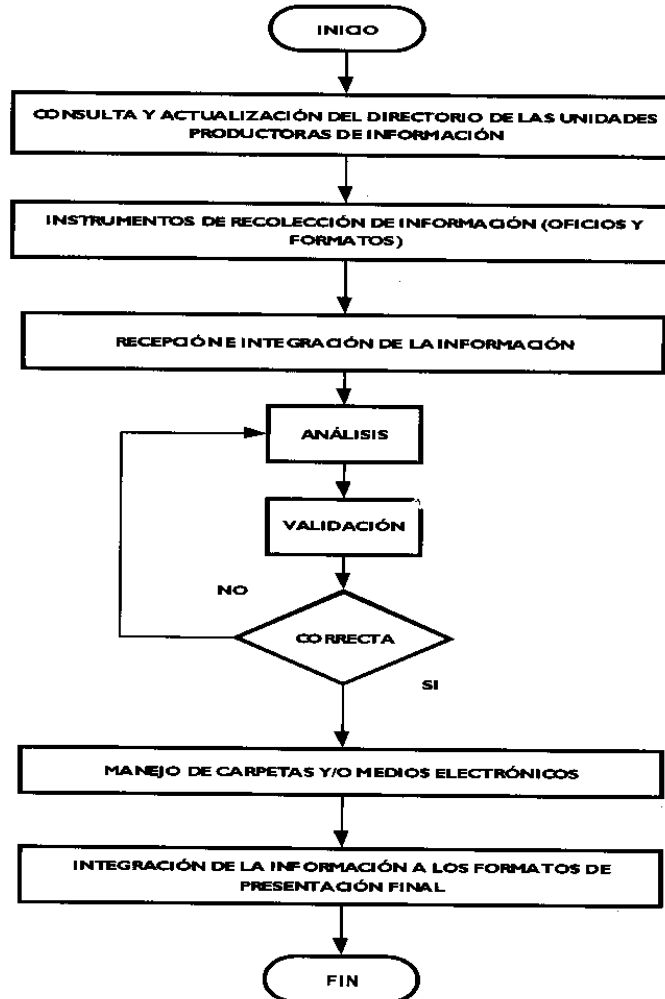 INICIO
CONSULTA Y ACTUALIZACIÓN DEL DIRECTORIO DE LAS UNIDADES
PRODUCTORAS DE INFORMACIÓN
INSTRUMENTOS DE RECOLECCIÓN DE INFORMACIÓN (OFICIOS Y
FORMATOS)
RECEPCIÓN E INTEGRACIÓN DE LA INFORMACIÓN
ANÁLISIS
VALIDACIÓN
NO
CORRECTA
SI
MANEJO DE CARPETAS Y/O MEDIOS ELECTRÓNICOS
INTEGRACIÓN DE LA INFORMACIÓN A LOS FORMATOS DE
PRESENTACIÓN FINAL
FIN